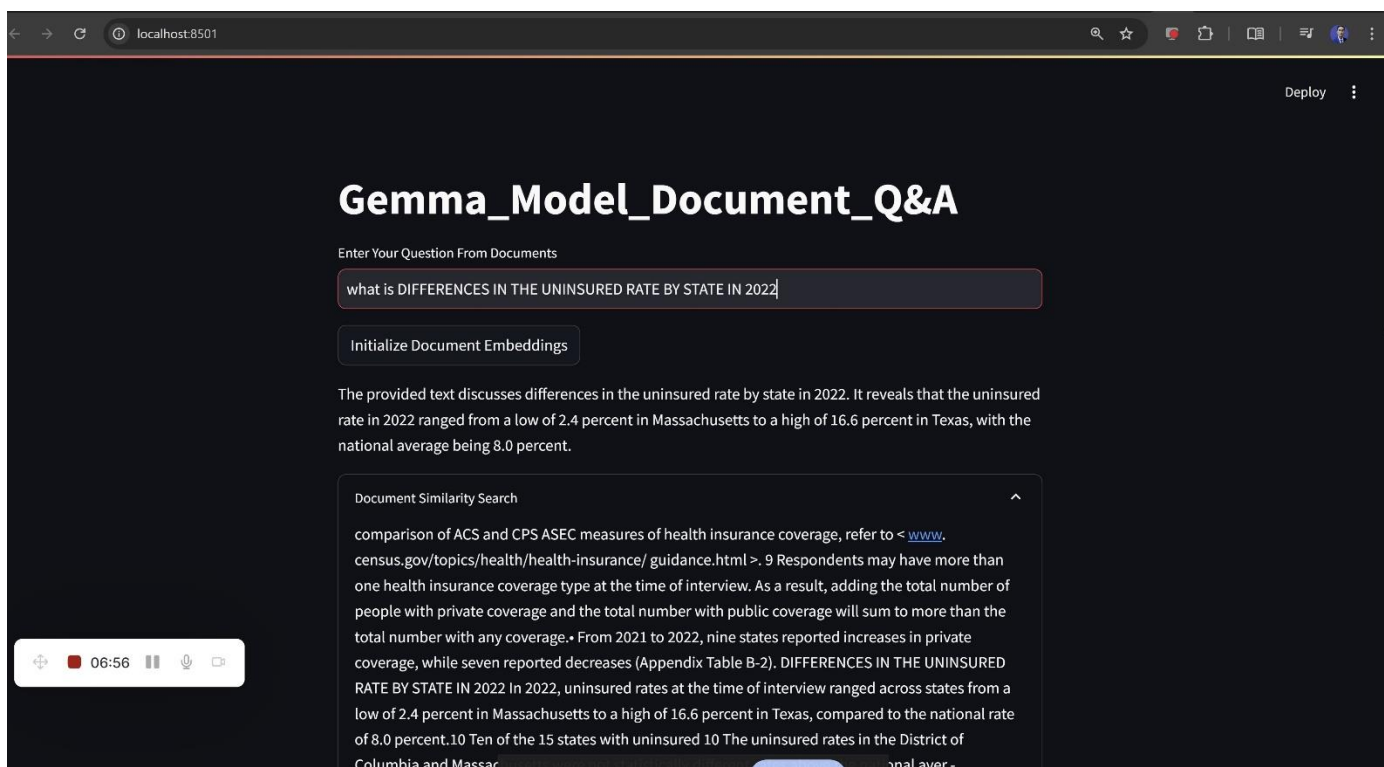 localhost:8501
Deploy
Gemma_Model_Document_Q&A
Enter Your Question From Documents
what is DIFFERENCES IN THE UNINSURED RATE BY STATE IN 2022
Initialize Document Embeddings
The provided text discusses differences in the uninsured rate by state in 2022. It reveals that the uninsured
rate in 2022 ranged from a low of 2.4 percent in Massachusetts to a high of 16.6 percent in Texas, with the
national average being 8.0 percent.
Document Similarity Search
comparison of ACS and CPS ASEC measures of health insurance coverage, refer to < www.
census.gov/topics/health/health-insurance/ guidance.html >. 9 Respondents may have more than
one health insurance coverage type at the time of interview. As a result, adding the total number of
people with private coverage and the total number with public coverage will sum to more than the
total number with any coverage.• From 2021 to 2022, nine states reported increases in private
06:56
coverage, while seven reported decreases (Appendix Table B-2). DIFFERENCES IN THE UNINSURED
RATE BY STATE IN 2022 In 2022, uninsured rates at the time of interview ranged across states from a
low of 2.4 percent in Massachusetts to a high of 16.6 percent in Texas, compared to the national rate
of 8.0 percent.10 Ten of the 15 states with uninsured 10 The uninsured rates in the District of
Columbia and